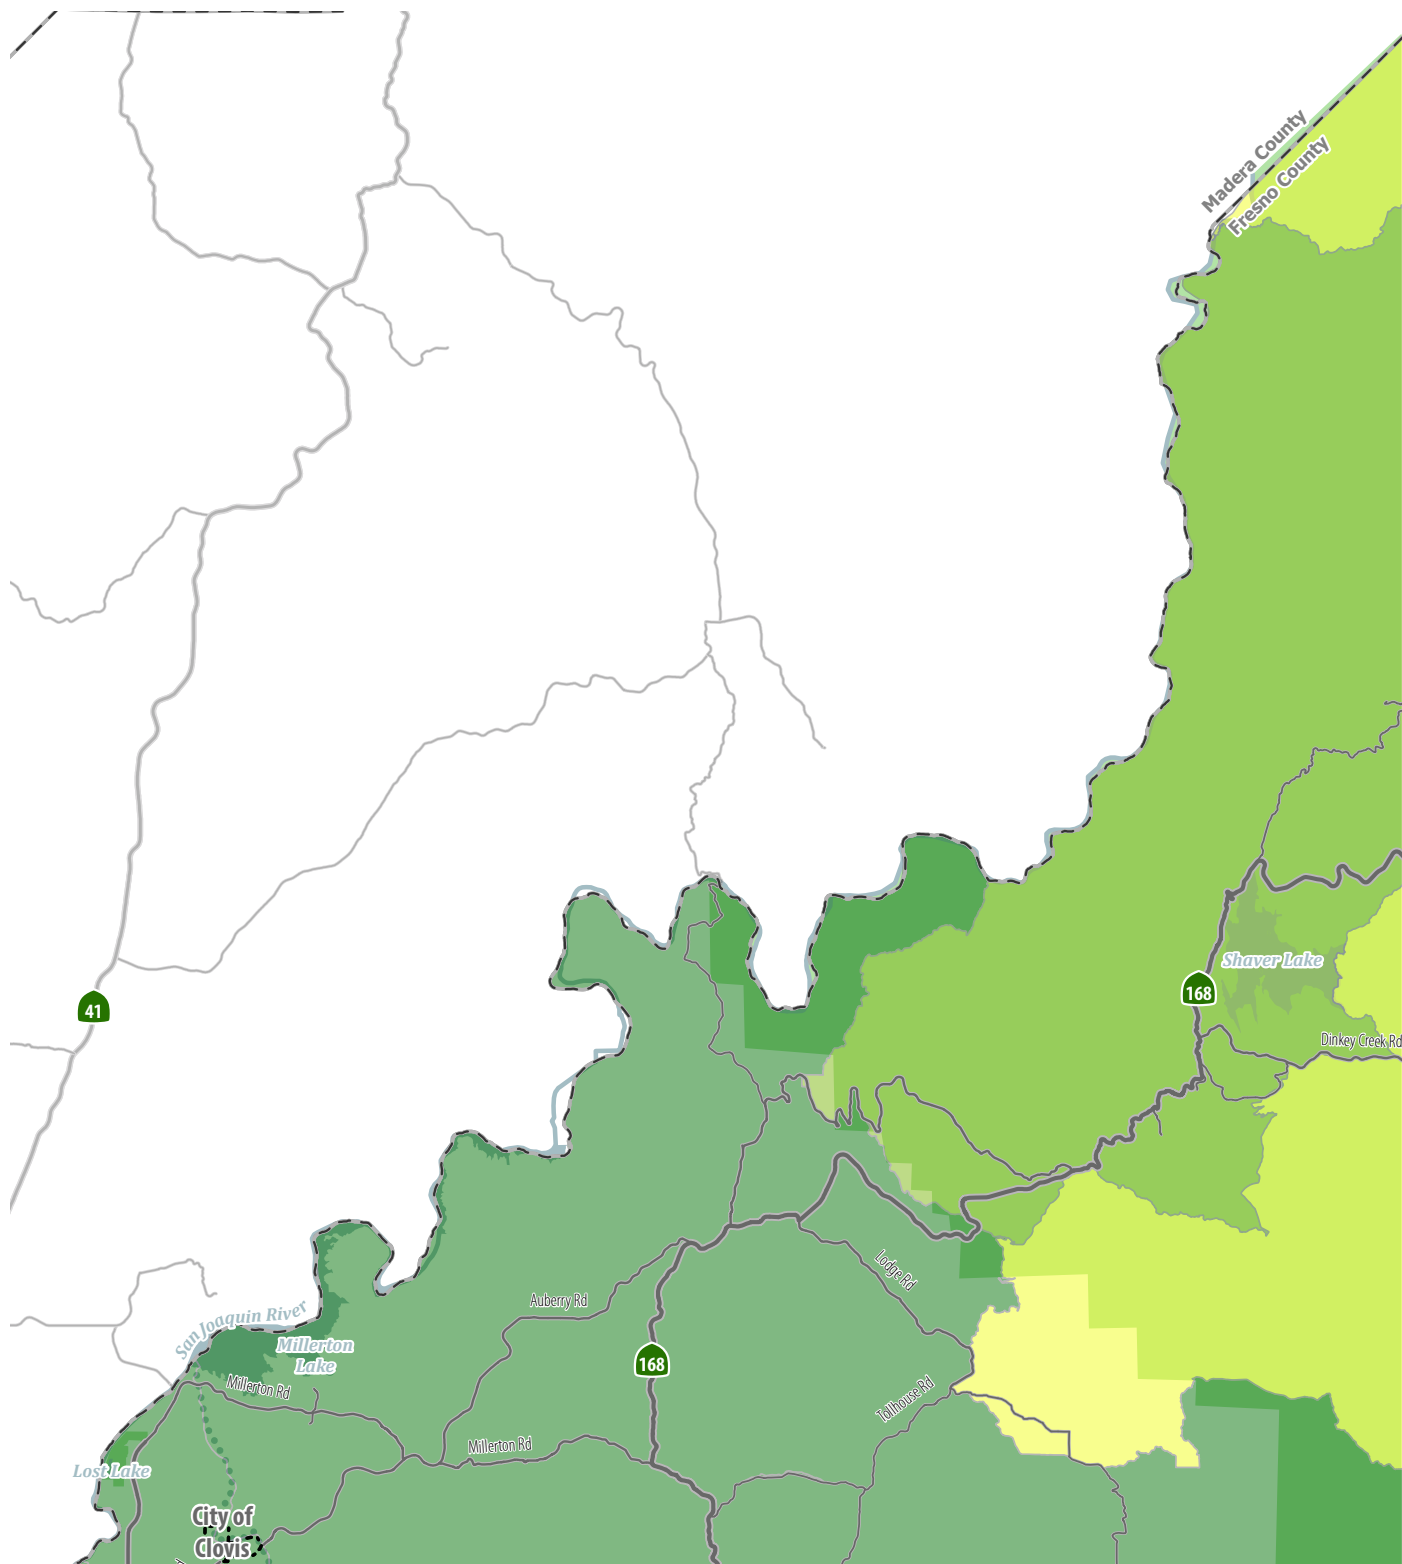 Madera County
Fresno County
Shaver Lake
168
41
Dinkey Creek Rd
Lodge Rd
Auberry Rd
San Joaquin River
Millerton
Lake
168
Millerton Rd
Tollhouse Rd
Millerton Rd
Lost Lake
City of
Clovis